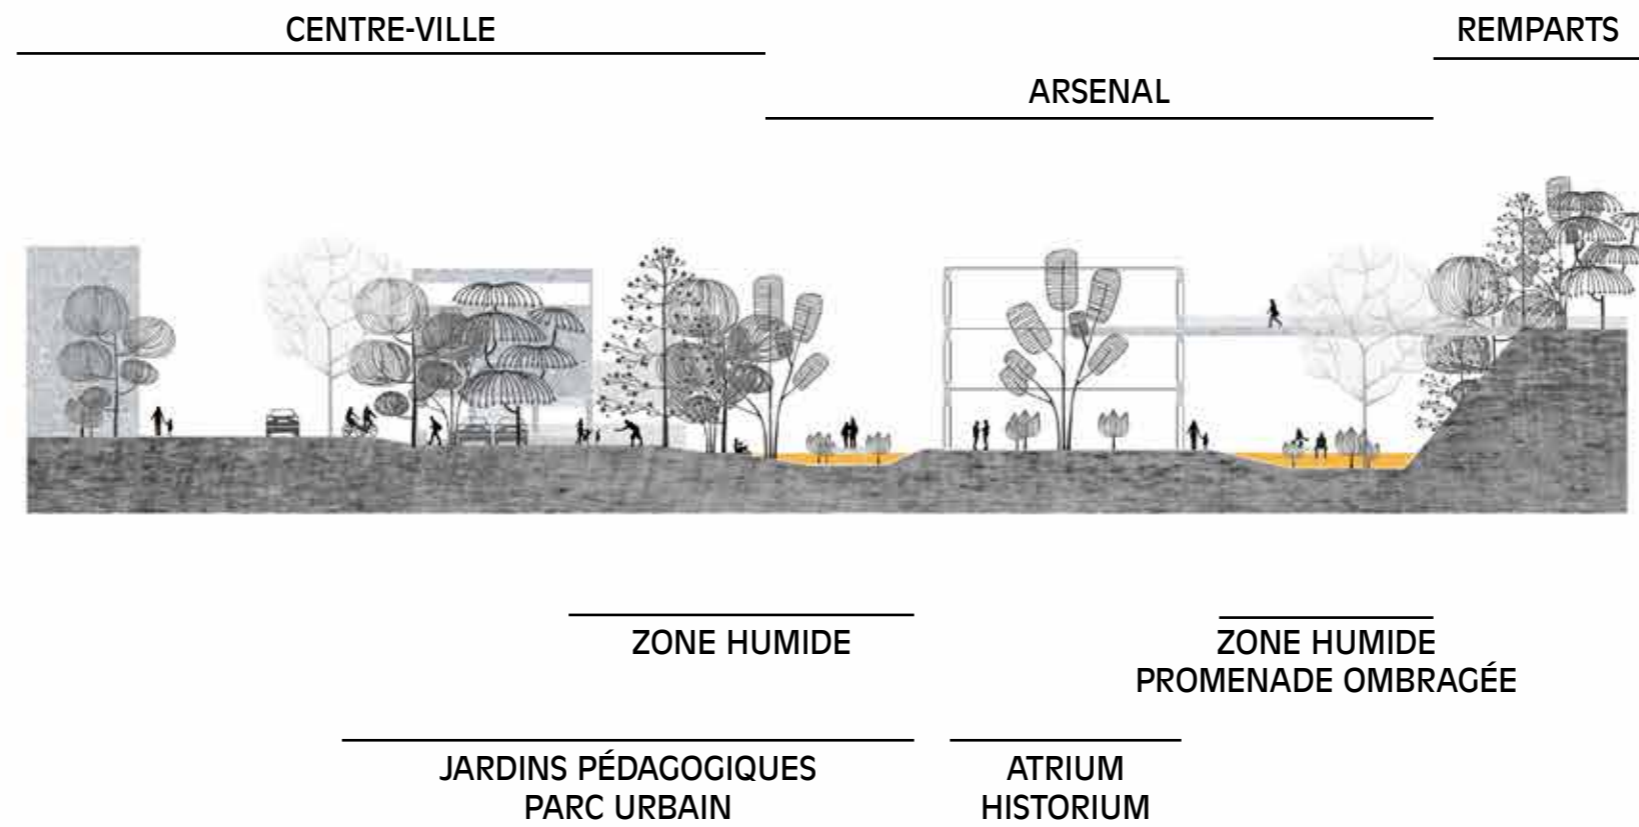 CENTRE-VILLE
REMPARTS
ARSENAL
ZONE HUMIDE
ZONE HUMIDE
PROMENADE OMBRAGÉE
JARDINS PÉDAGOGIQUES
PARC URBAIN
ATRIUM
HISTORIUM